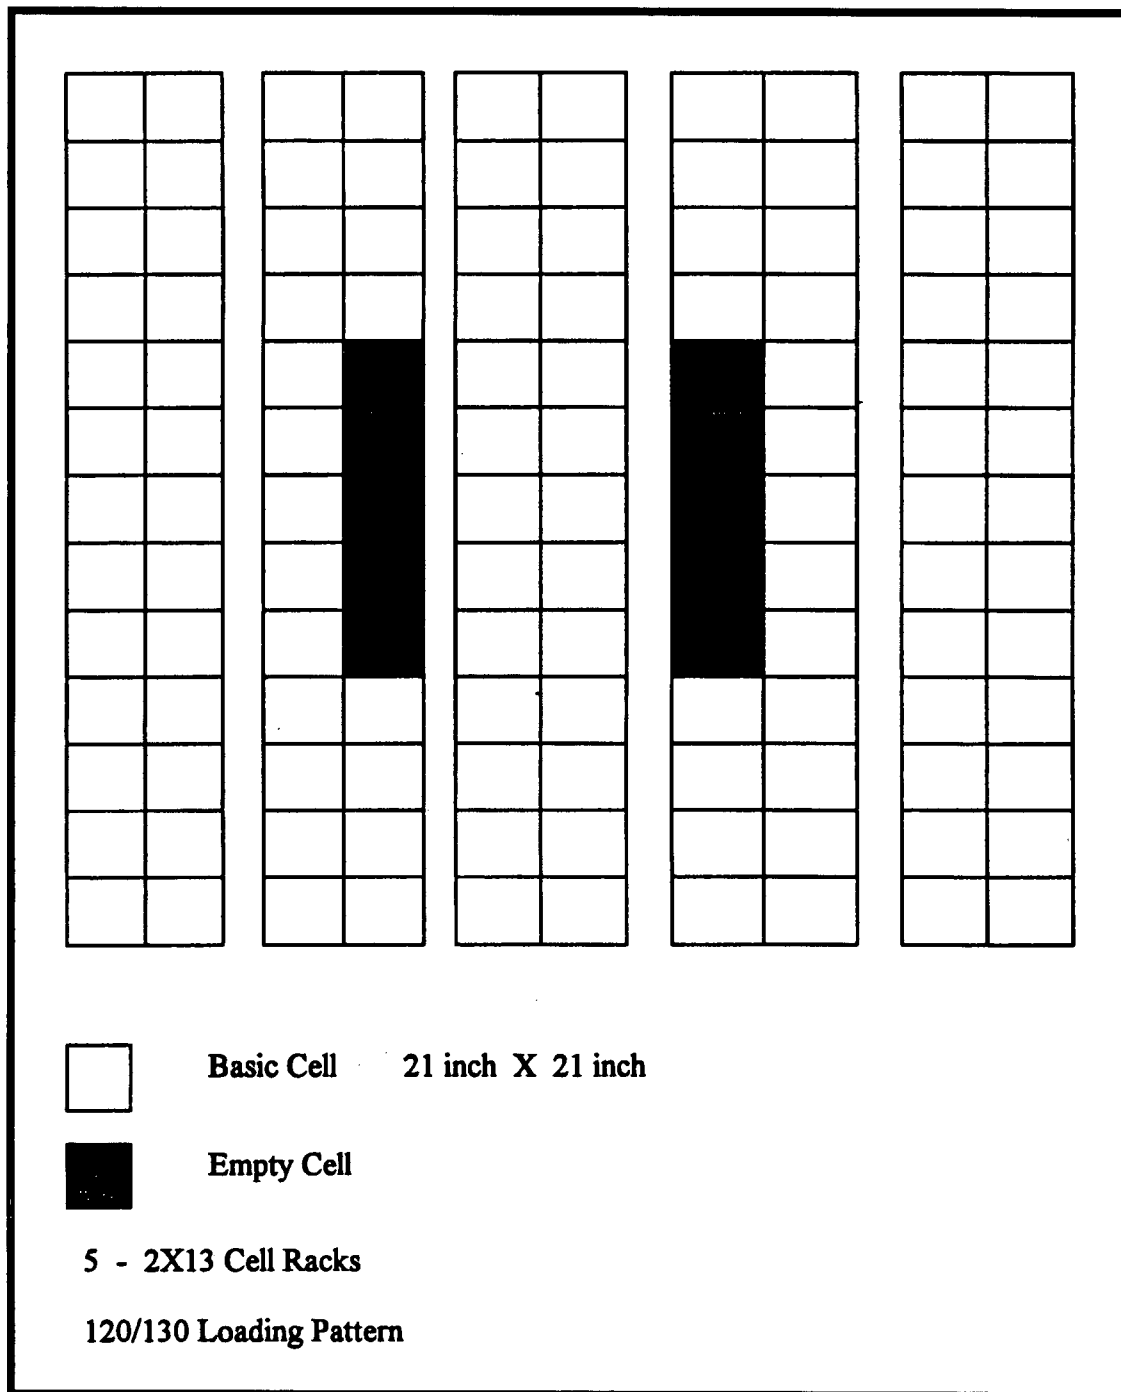 Basic Cell 21 inch X 21 inch
Empty Cell
5 - 2X13 Cell Racks
120/130 Loading Pattern